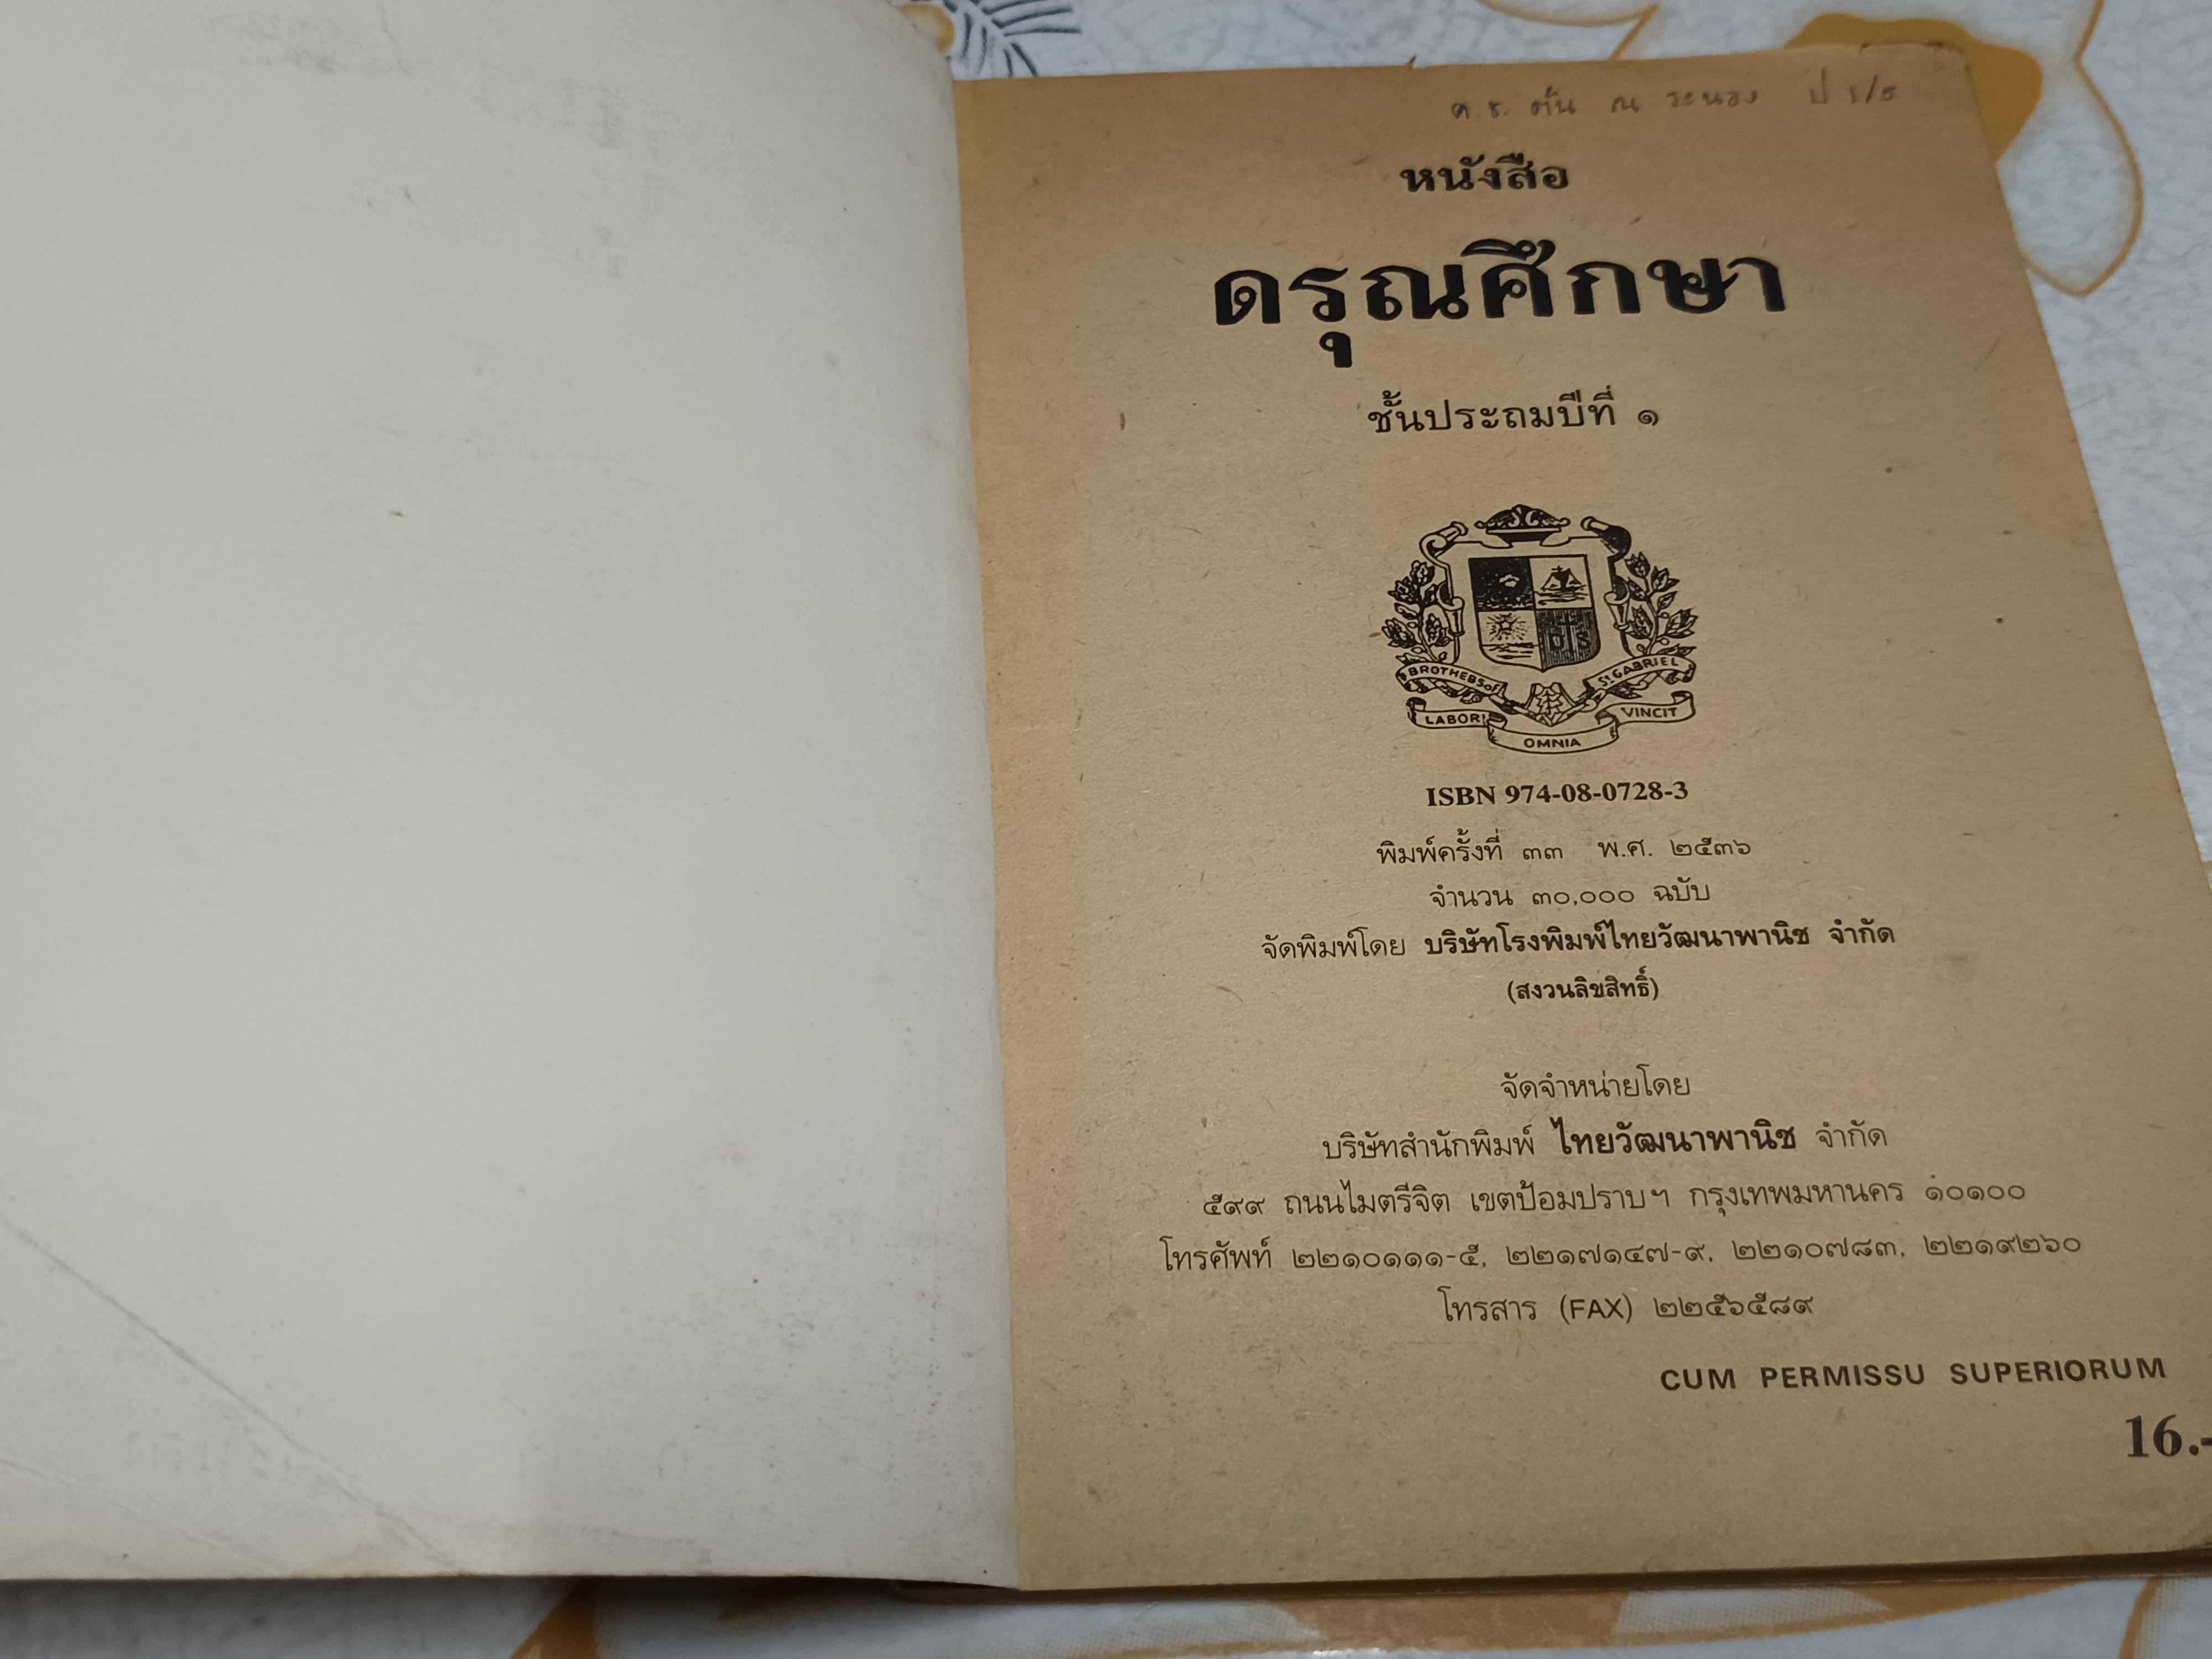 ด.ช. ต้น ณ ระนอง ป ๖/๕
หนังสือ
ดรุณศึกษา
ชั้นประถมปีที่ ๑
BROTHERS of St GABRIEL
LABOR OMNIA VINCIT
ISBN 974-08-0728-3
พิมพ์ครั้งที่ ๓๓ พ.ศ. ๒๕๓๖
จำนวน ๓๐,๐๐๐ ฉบับ
จัดพิมพ์โดย บริษัทโรงพิมพ์ไทยวัฒนาพานิช จำกัด
(สงวนลิขสิทธิ์)
จัดจำหน่ายโดย
บริษัทสำนักพิมพ์ ไทยวัฒนาพานิช จำกัด
๕๙๙ ถนนไมตรีจิต เขตป้อมปราบฯ กรุงเทพมหานคร ๑๐๑๐๐
โทรศัพท์ ๒๒๑๐๑๑๑-๕, ๒๒๑๗๑๔๗-๙, ๒๒๑๐๗๘๓, ๒๒๑๙๒๖๐
โทรสาร (FAX) ๒๒๕๖๕๘๙
CUM PERMISSU SUPERIORUM
16.-